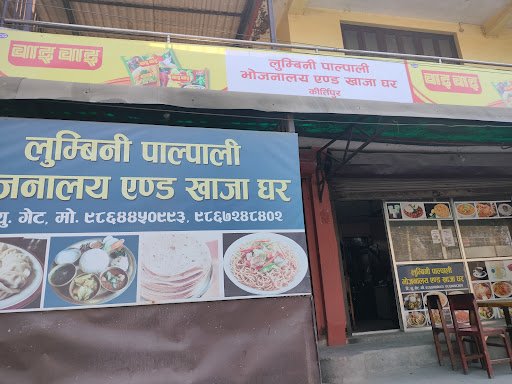 वाइ वाइ
लुम्बिनी पाल्पाली
भोजनालय एण्ड खाजा घर
कीर्तिपुर
वाइ वाइ
लुम्बिनी पाल्पाली
जनालय एण्ड खाजा घर
यु. गेट, मो. ९८६४४५०९९३, ९८६७२४८४०२
लुम्बिनी पाल्पाली
भोजनालय एण्ड खाजा घर